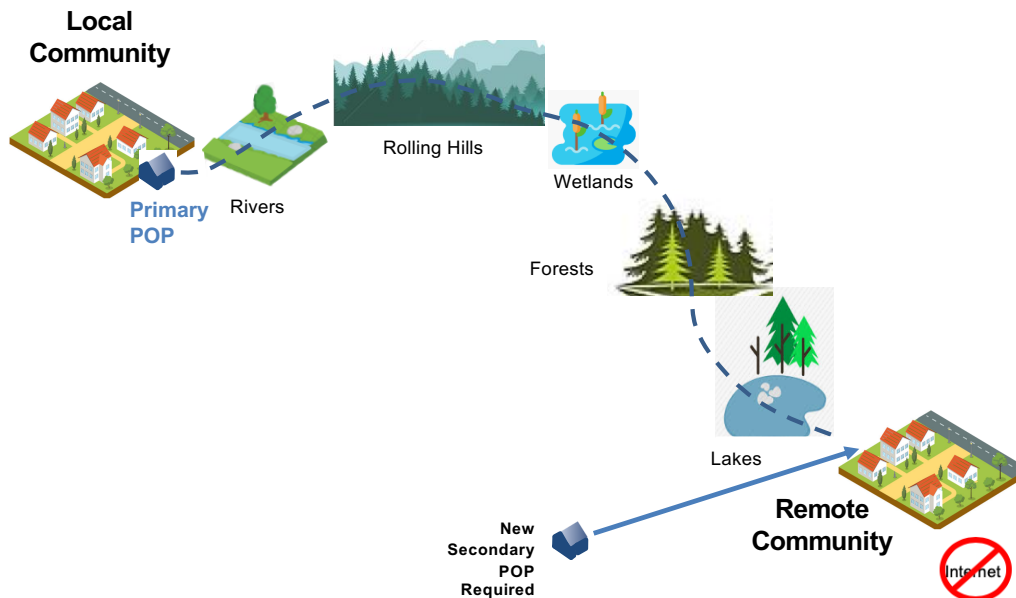 Local
Community
Primary
POP
Rivers
Rolling Hills
Wetlands
Forests
Lakes
New
Secondary
POP
Required
Remote
Community
Internet